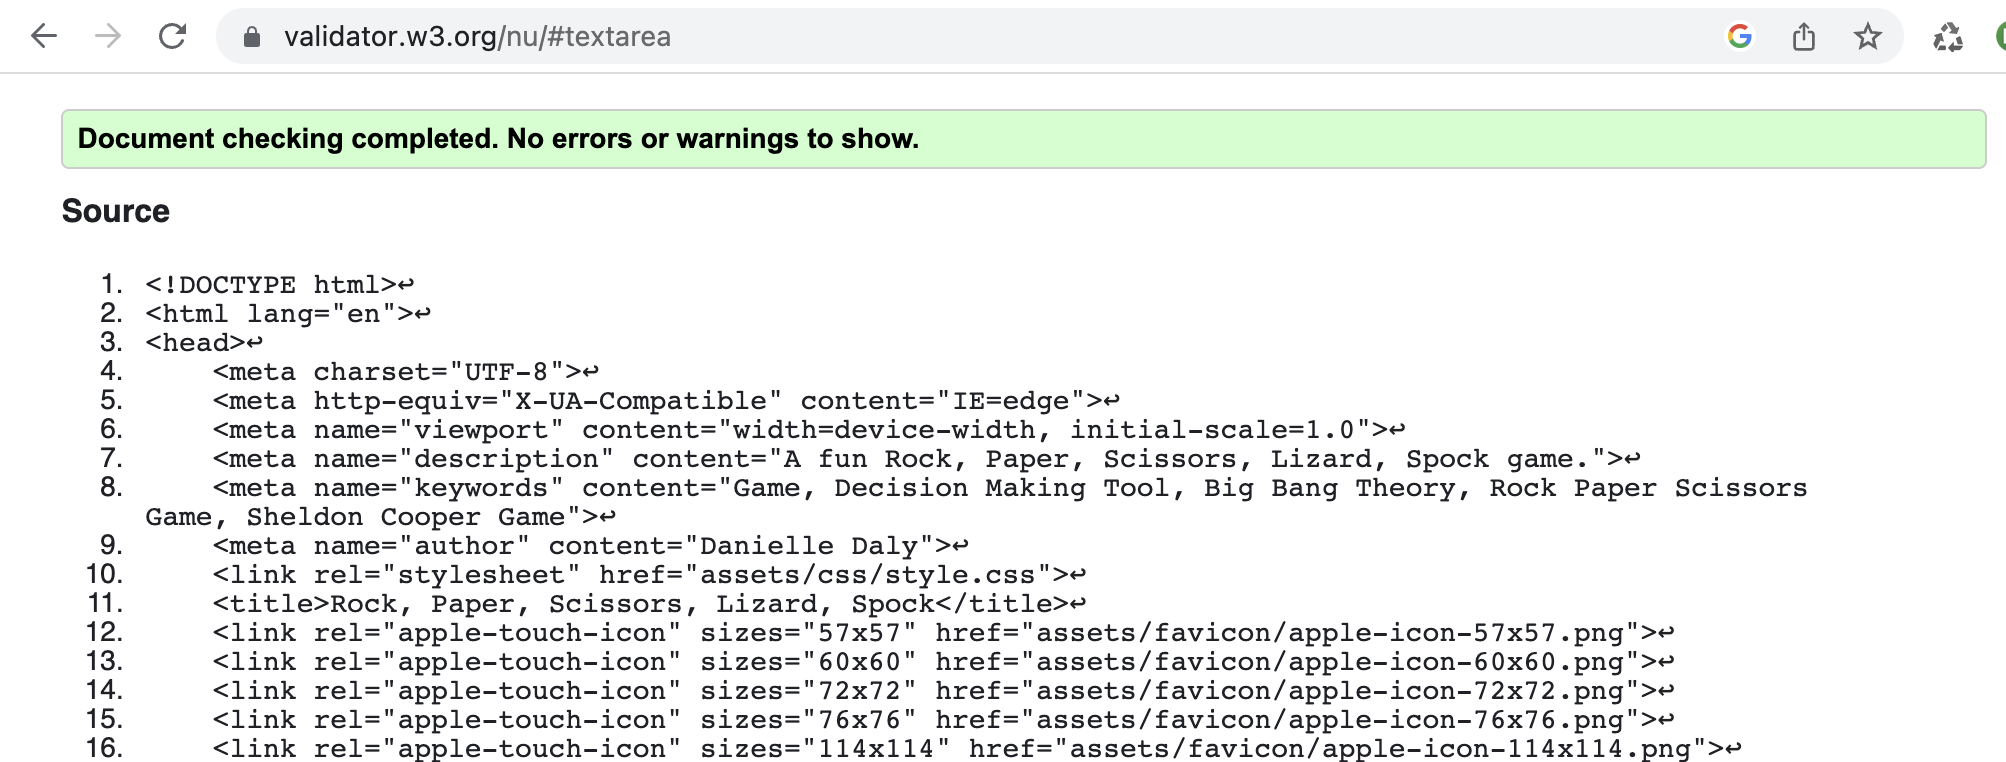 validator.w3.org/nu/#textarea
Document checking completed. No errors or warnings to show.
Source
1. <!DOCTYPE html>↩
2. <html lang="en">↩
3. <head>↩
4.     <meta charset="UTF-8">↩
5.     <meta http-equiv="X-UA-Compatible" content="IE=edge">↩
6.     <meta name="viewport" content="width=device-width, initial-scale=1.0">↩
7.     <meta name="description" content="A fun Rock, Paper, Scissors, Lizard, Spock game.">↩
8.     <meta name="keywords" content="Game, Decision Making Tool, Big Bang Theory, Rock Paper Scissors
Game, Sheldon Cooper Game">↩
9.     <meta name="author" content="Danielle Daly">↩
10.     <link rel="stylesheet" href="assets/css/style.css">↩
11.     <title>Rock, Paper, Scissors, Lizard, Spock</title>↩
12.     <link rel="apple-touch-icon" sizes="57x57" href="assets/favicon/apple-icon-57x57.png">↩
13.     <link rel="apple-touch-icon" sizes="60x60" href="assets/favicon/apple-icon-60x60.png">↩
14.     <link rel="apple-touch-icon" sizes="72x72" href="assets/favicon/apple-icon-72x72.png">↩
15.     <link rel="apple-touch-icon" sizes="76x76" href="assets/favicon/apple-icon-76x76.png">↩
16.     <link rel="apple-touch-icon" sizes="114x114" href="assets/favicon/apple-icon-114x114.png">↩